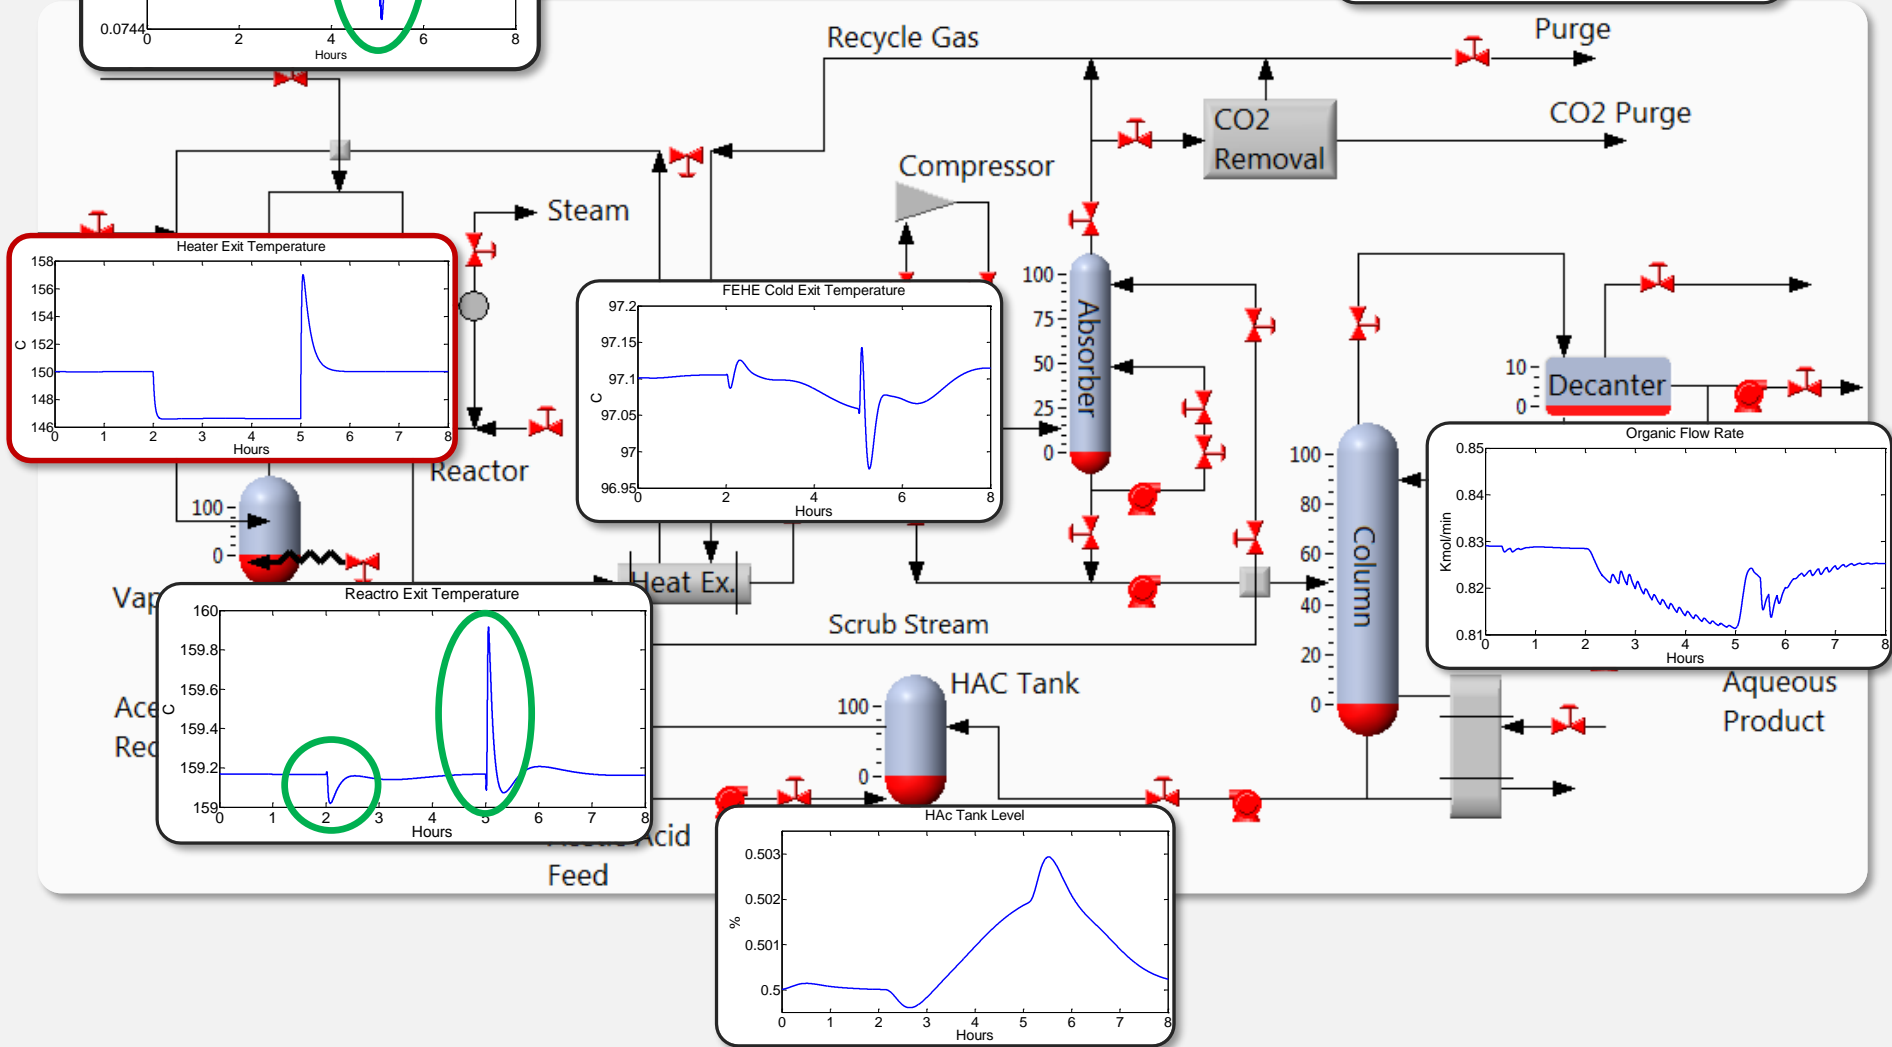 0.0744
0 2 4 6 8
Hours
Recycle Gas
Purge
CO2 Purge
CO2
Removal
Compressor
Steam
Heater Exit Temperature
158
156
154
152
150
148
146
C
0 1 2 3 4 5 6 7 8
Hours
FEHE Cold Exit Temperature
97.2
97.15
97.1
97.05
97
96.95
C
0 2 4 6 8
Hours
100
75
50
25
0
Absorber
10
0
Decanter
Reactor
100
0
Organic Flow Rate
0.85
0.84
0.83
0.82
0.81
Kmol/min
0 1 2 3 4 5 6 7 8
Hours
100
80
60
40
20
0
Column
Heat Ex.
Vap
Reactro Exit Temperature
160
159.8
159.6
159.4
159.2
159
C
0 1 2 3 4 5 6 7 8
Hours
Scrub Stream
HAC Tank
100
0
Aqueous
Product
Acid
Feed
HAc Tank Level
0.503
0.502
0.501
0.5
%
0 1 2 3 4 5 6 7 8
Hours